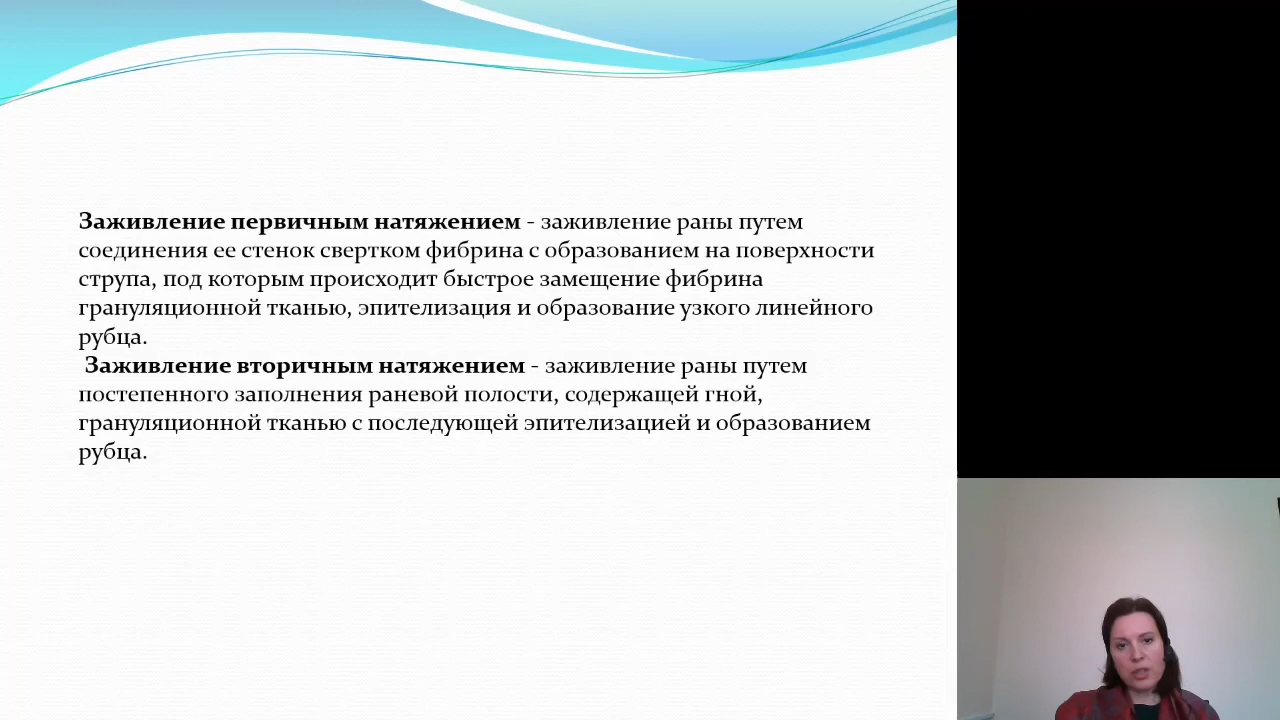 Заживление первичным натяжением - заживление раны путем
соединения ее стенок свертком фибрина с образованием на поверхности
струпа, под которым происходит быстрое замещение фибрина
грануляционной тканью, эпителизация и образование узкого линейного
рубца.
Заживление вторичным натяжением - заживление раны путем
постепенного заполнения раневой полости, содержащей гной,
грануляционной тканью с последующей эпителизацией и образованием
рубца.